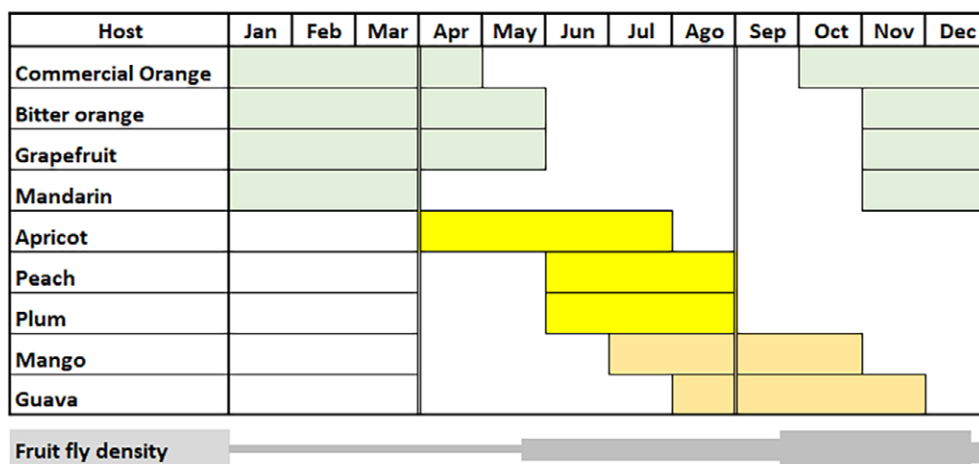 Host Jan Feb Mar Apr May Jun Jul Ago Sep Oct Nov Dec
Commercial Orange
Bitter orange
Grapefruit
Mandarin
Apricot
Peach
Plum
Mango
Guava
Fruit fly density